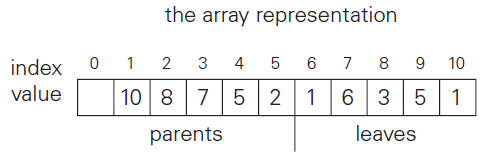 the array representation
index 0 1 2 3 4 5 6 7 8 9 10
value 10 8 7 5 2 1 6 3 5 1
parents leaves